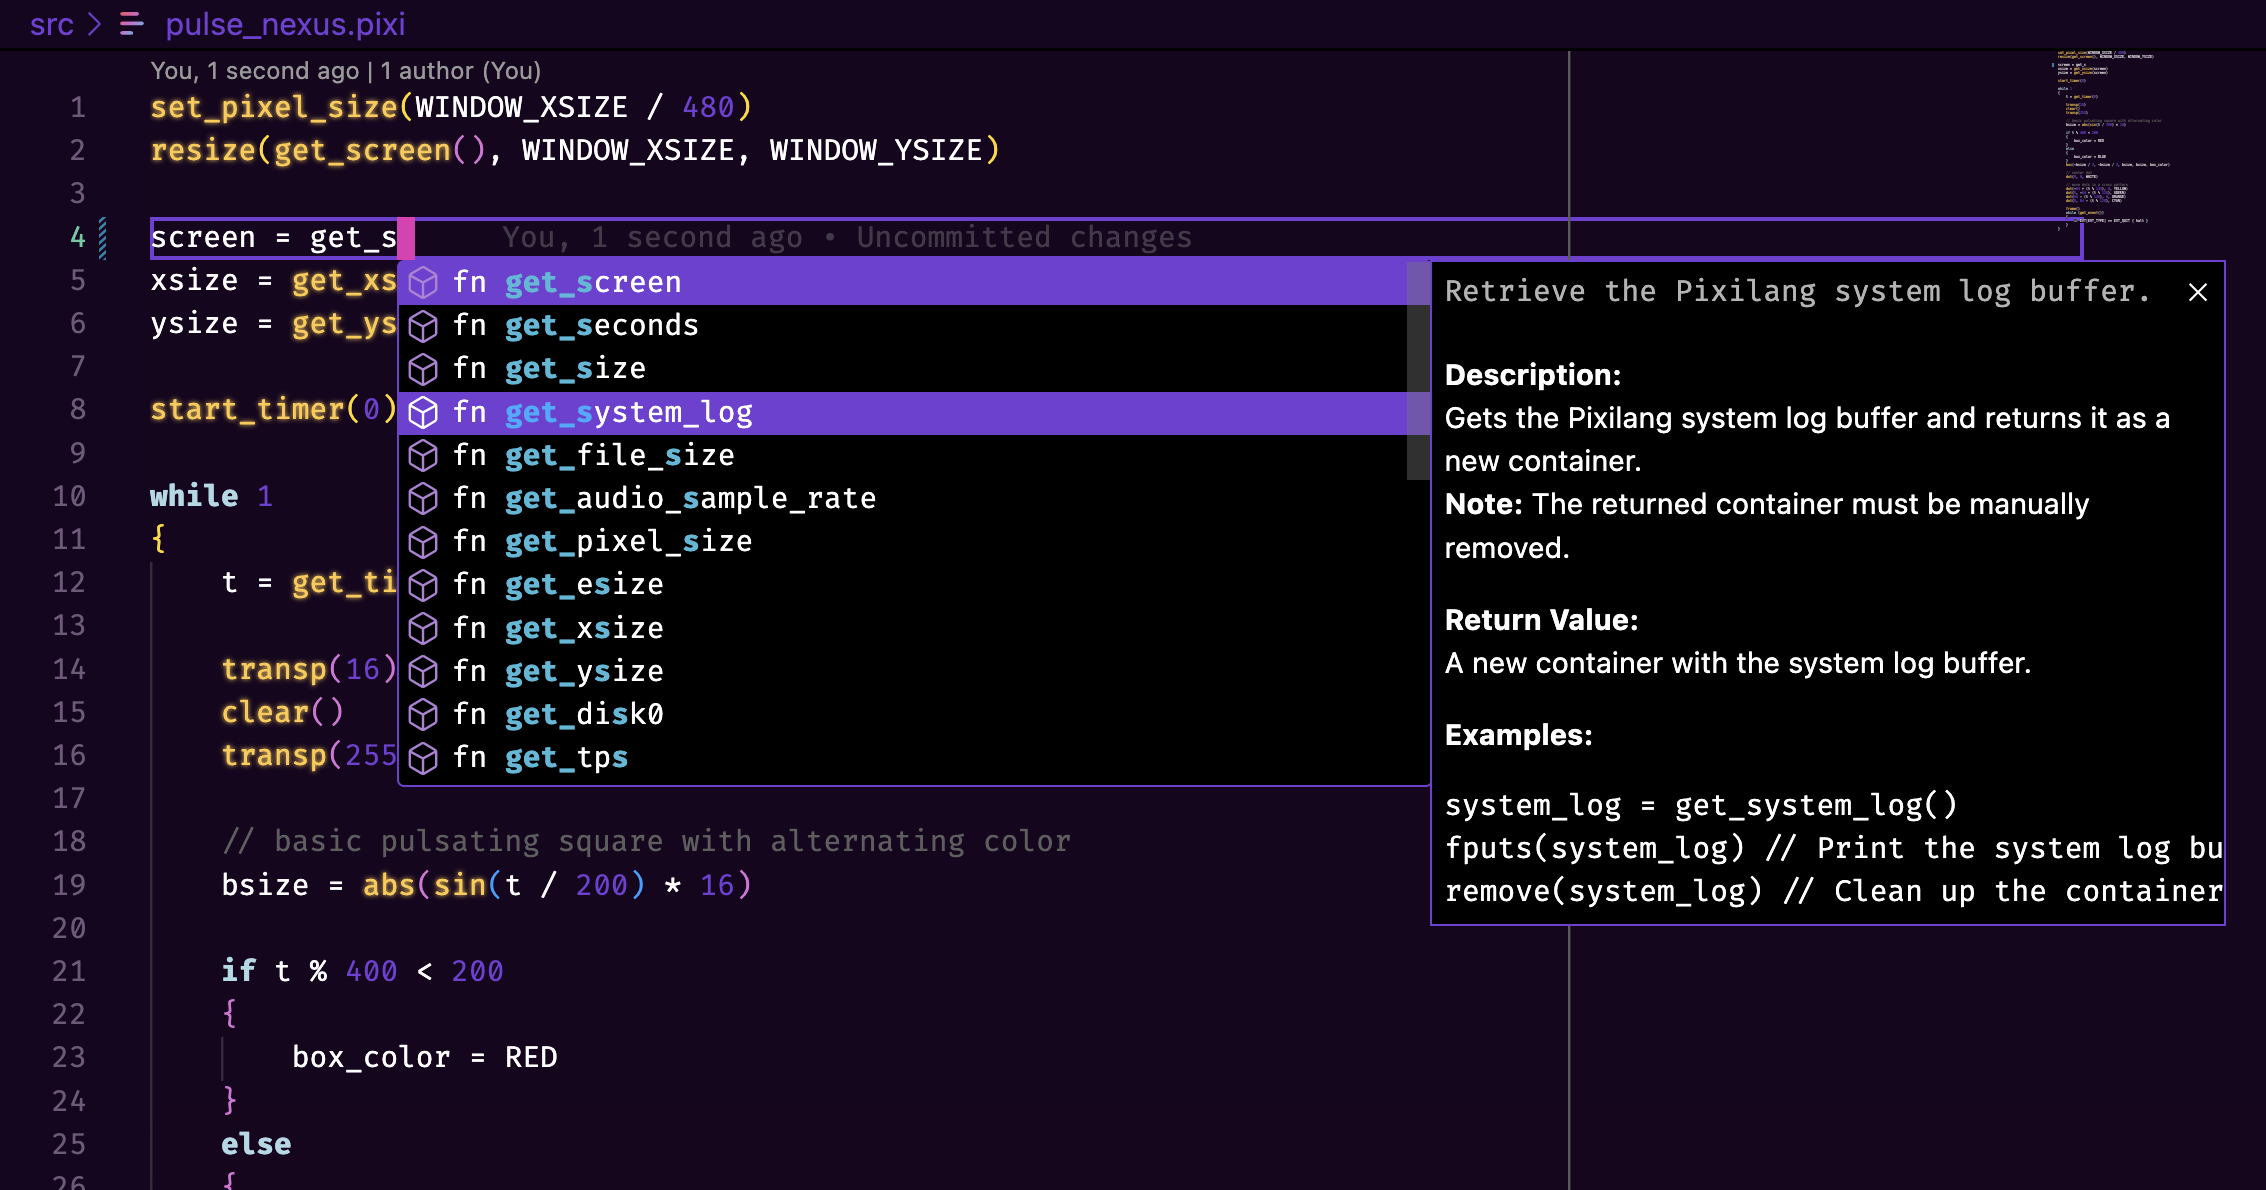 src > pulse_nexus.pixi
You, 1 second ago | 1 author (You)
1 set_pixel_size(WINDOW_XSIZE / 480)
2 resize(get_screen(), WINDOW_XSIZE, WINDOW_YSIZE)
3
4 screen = get_s You, 1 second ago • Uncommitted changes
5 xsize = get_xs
6 ysize = get_ys
7
8 start_timer(0)
9
10 while 1
11 {
12 t = get_ti
13
14 transp(16)
15 clear()
16 transp(255
17
18 // basic pulsating square with alternating color
19 bsize = abs(sin(t / 200) * 16)
20
21 if t % 400 < 200
22 {
23 box_color = RED
24 }
25 else
26 {
fn get_screen
fn get_seconds
fn get_size
fn get_system_log
fn get_file_size
fn get_audio_sample_rate
fn get_pixel_size
fn get_esize
fn get_xsize
fn get_ysize
fn get_disk0
fn get_tps
Retrieve the Pixilang system log buffer.
Description:
Gets the Pixilang system log buffer and returns it as a
new container.
Note: The returned container must be manually
removed.
Return Value:
A new container with the system log buffer.
Examples:
system_log = get_system_log()
fputs(system_log) // Print the system log bu
remove(system_log) // Clean up the container